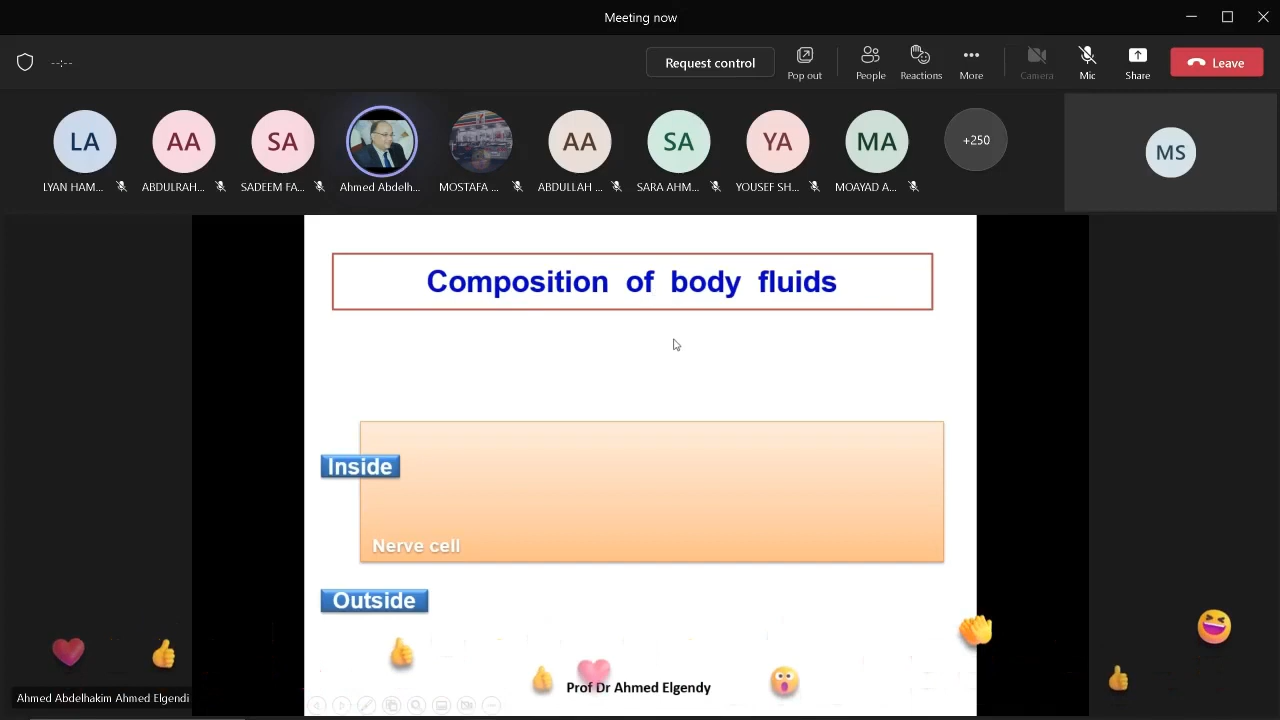 Meeting now
--:--
Request control
Pop out
People
Reactions
More
Camera
Mic
Share
Leave
LA
AA
SA
AA
SA
YA
MA
+250
MS
LYAN HAM...
ABDULRAH...
SADEEM FA...
Ahmed Abdelh...
MOSTAFA ...
ABDULLAH ...
SARA AHM...
YOUSEF SH...
MOAYAD A...
Composition of body fluids
Inside
Nerve cell
Outside
Prof Dr Ahmed Elgendy
Ahmed Abdelhakim Ahmed Elgendi